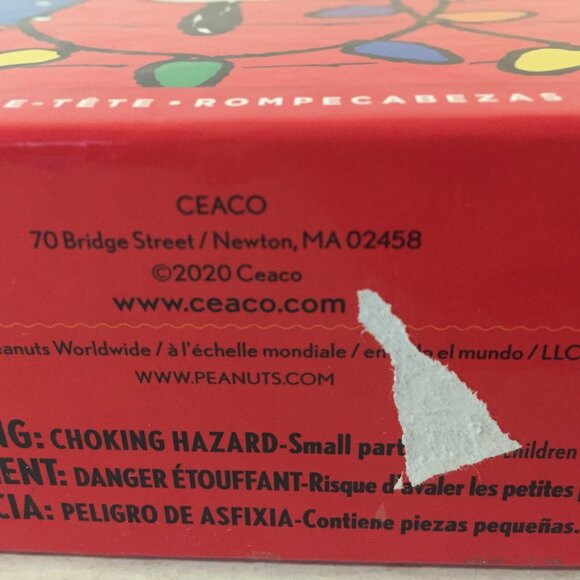 E-TÊTE • ROMPECABEZAS
CEACO
70 Bridge Street / Newton, MA 02458
©2020 Ceaco
www.ceaco.com
eanuts Worldwide / à l'échelle mondiale / en el mundo / LLC
WWW.PEANUTS.COM
NG: CHOKING HAZARD-Small part children
MENT: DANGER ÉTOUFFANT-Risque d'avaler les petites
CIA: PELIGRO DE ASFIXIA-Contiene piezas pequeñas.